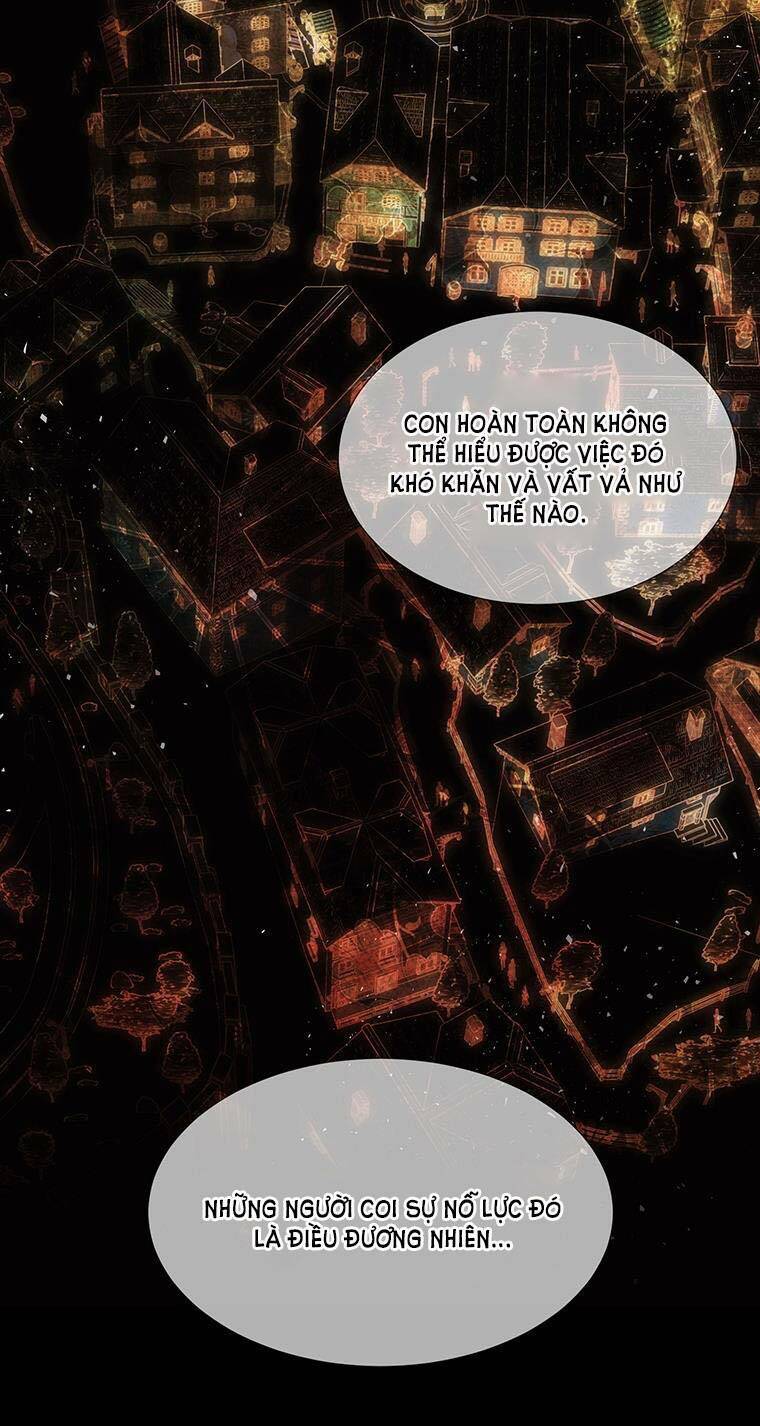 CON HOÀN TOÀN KHÔNG
THỂ HIỂU ĐƯỢC VIỆC ĐÓ
KHÓ KHĂN VÀ VẤT VẢ NHƯ
THẾ NÀO.
NHỮNG NGƯỜI COI SỰ NỖ LỰC ĐÓ
LÀ ĐIỀU ĐƯƠNG NHIÊN...